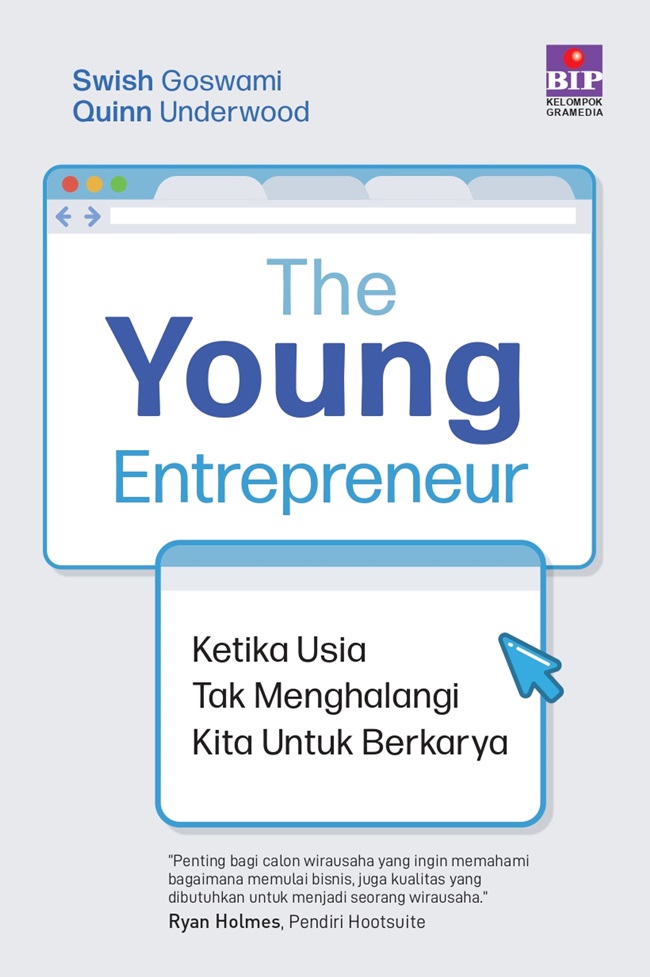 Swish Goswami
Quinn Underwood
BIP
KELOMPOK
GRAMEDIA
The
Young
Entrepreneur
Ketika Usia
Tak Menghalangi
Kita Untuk Berkarya
"Penting bagi calon wirausaha yang ingin memahami
bagaimana memulai bisnis, juga kualitas yang
dibutuhkan untuk menjadi seorang wirausaha."
Ryan Holmes, Pendiri Hootsuite